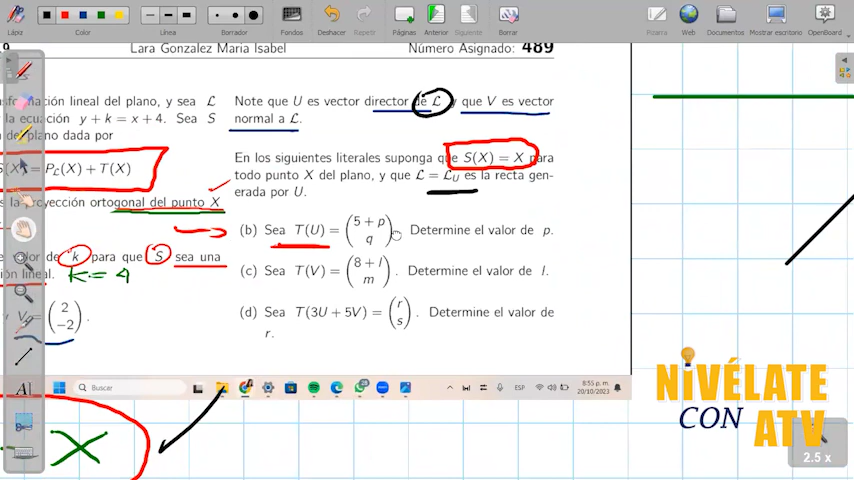 Lápiz
Color
Línea
Borrador
Fondos
Deshacer
Repetir
Páginas
Anterior
Siguiente
Borrar
Pizarra
Web
Documentos
Mostrar escritorio
OpenBoard
9
Lara Gonzalez Maria Isabel
Número Asignado: 489
nsformación lineal del plano, y sea ℒ
la ecuación y + k = x + 4. Sea S
n del plano dada por
S(X) = Pℒ(X) + T(X)
s la proyección ortogonal del punto X
valor de k para que S sea una
ción lineal.
k = 4
y V = (2 −2).
Note que U es vector director de ℒ y que V es vector
normal a ℒ.
En los siguientes literales suponga que S(X) = X para
todo punto X del plano, y que ℒ = ℒU es la recta gen-
erada por U.
(b) Sea T(U) = (5 + p q). Determine el valor de p.
(c) Sea T(V) = (8 + l m). Determine el valor de l.
(d) Sea T(3U + 5V) = (r s). Determine el valor de
r.
Buscar
ESP
8:55 p. m.
20/10/2023
X
NIVÉLATE
CON
ATV
2.5 x